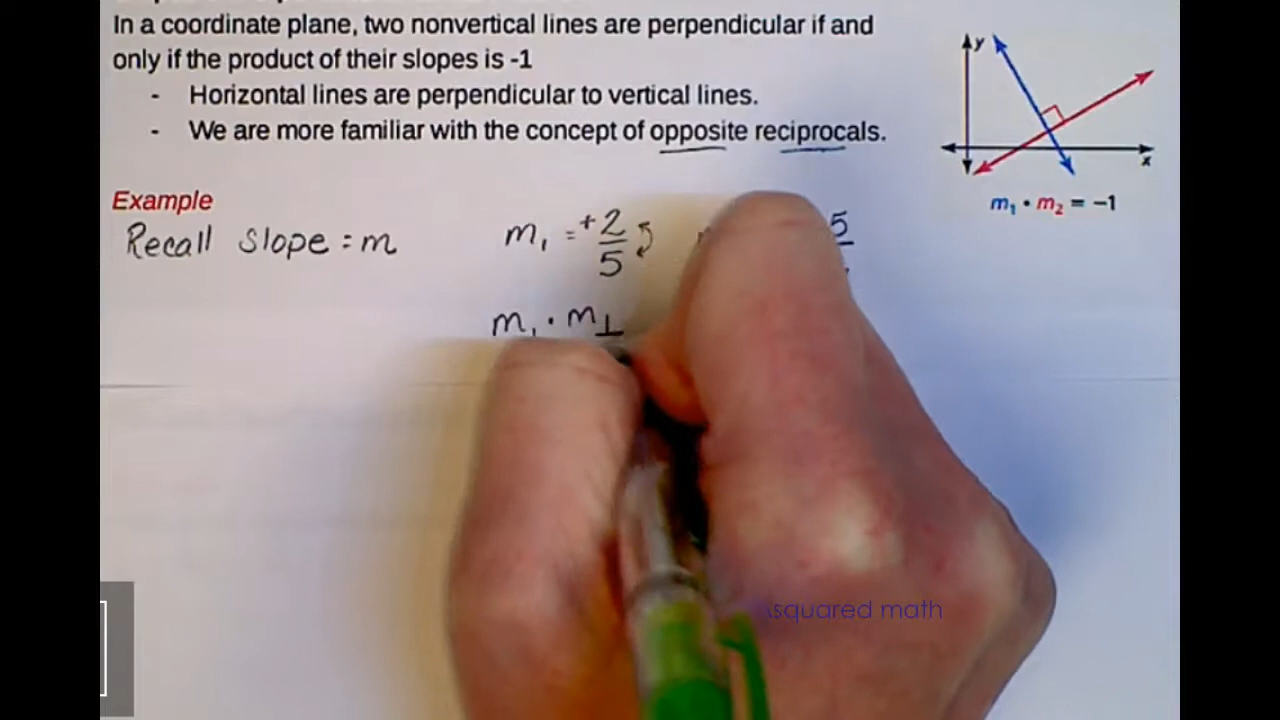 In a coordinate plane, two nonvertical lines are perpendicular if and
only if the product of their slopes is -1
- Horizontal lines are perpendicular to vertical lines.
- We are more familiar with the concept of opposite reciprocals.
y
x
m₁ • m₂ = −1
Example
Recall slope = m
m₁ = +2/5
5
m₁ · m⊥
squared math